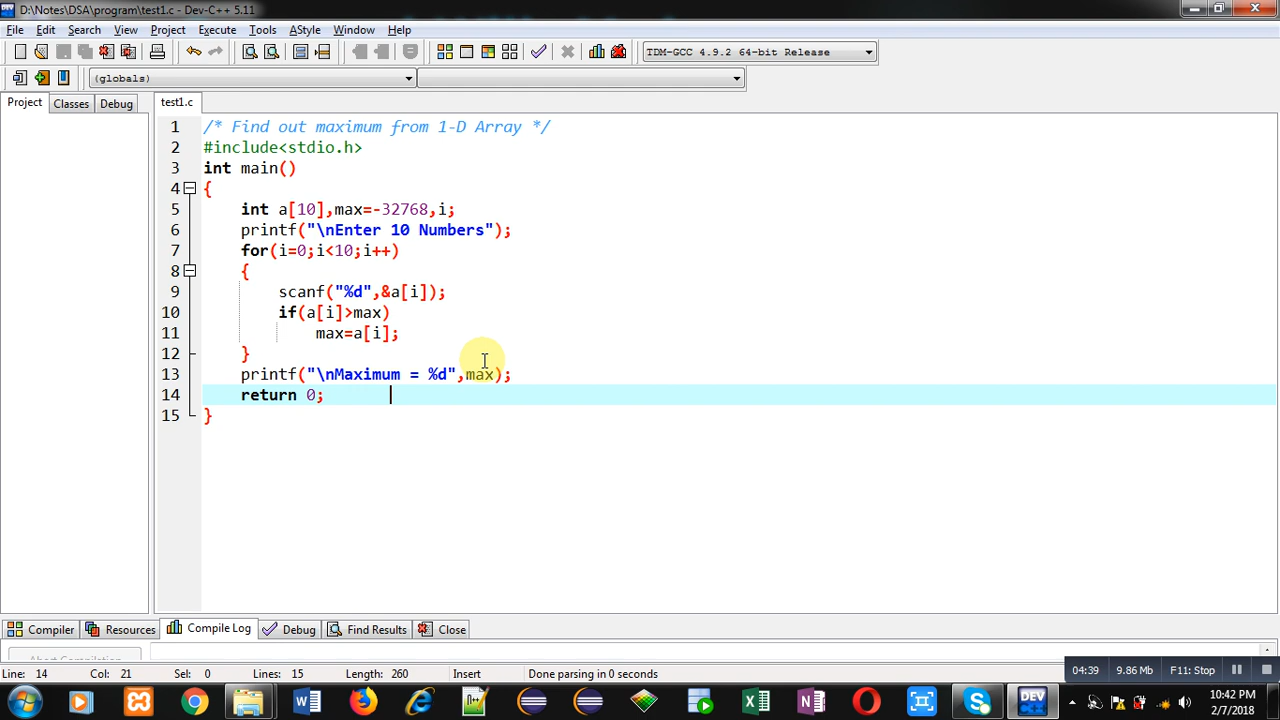 D:\Notes\DSA\program\test1.c - Dev-C++ 5.11
File Edit Search View Project Execute Tools AStyle Window Help
TDM-GCC 4.9.2 64-bit Release
(globals)
Project Classes Debug test1.c
1 /* Find out maximum from 1-D Array */
2 #include<stdio.h>
3 int main()
4 {
5 int a[10],max=-32768,i;
6 printf("\nEnter 10 Numbers");
7 for(i=0;i<10;i++)
8 {
9 scanf("%d",&a[i]);
10 if(a[i]>max)
11 max=a[i];
12 }
13 printf("\nMaximum = %d",max);
14 return 0;
15 }
Compiler Resources Compile Log Debug Find Results Close
Abort Compilation
Line: 14 Col: 21 Sel: 0 Lines: 15 Length: 260 Insert Done parsing in 0 seconds
04:39 9.86 Mb F11: Stop
DEV
10:42 PM
2/7/2018